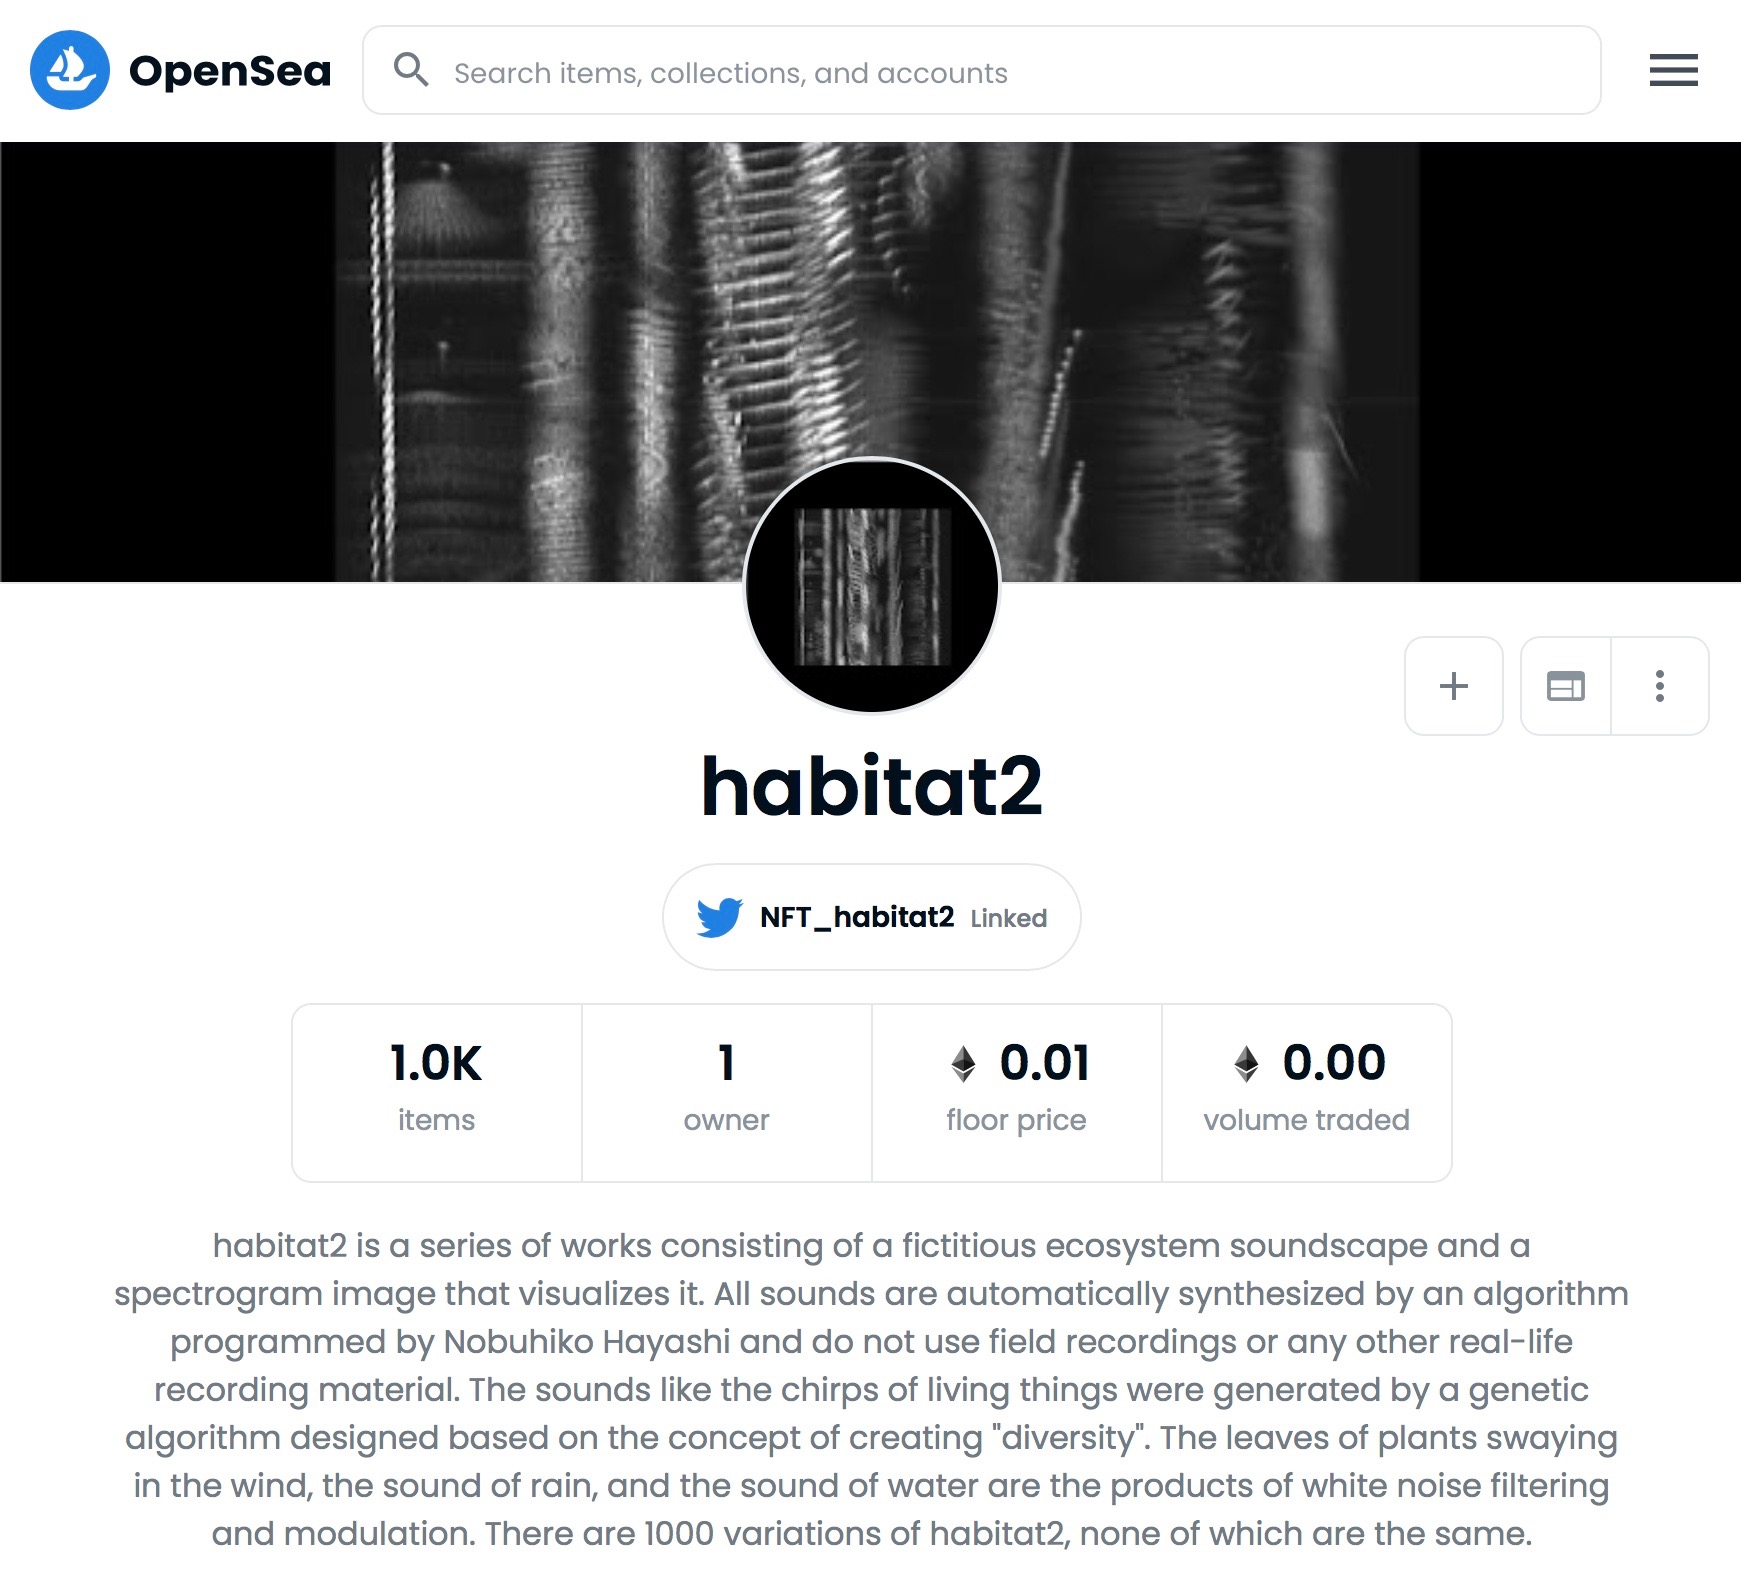 OpenSea
Search items, collections, and accounts
habitat2
NFT_habitat2 Linked
1.0K
items
1
owner
0.01
floor price
0.00
volume traded
habitat2 is a series of works consisting of a fictitious ecosystem soundscape and a
spectrogram image that visualizes it. All sounds are automatically synthesized by an algorithm
programmed by Nobuhiko Hayashi and do not use field recordings or any other real-life
recording material. The sounds like the chirps of living things were generated by a genetic
algorithm designed based on the concept of creating "diversity". The leaves of plants swaying
in the wind, the sound of rain, and the sound of water are the products of white noise filtering
and modulation. There are 1000 variations of habitat2, none of which are the same.